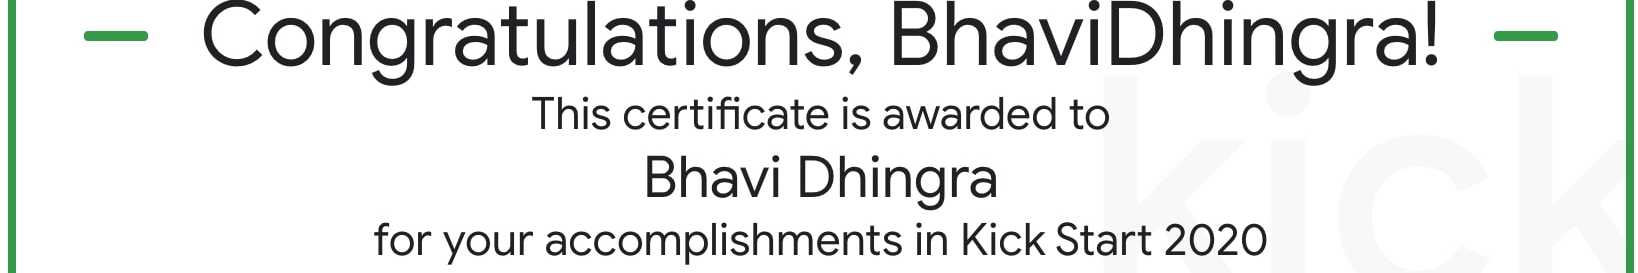 Congratulations, BhaviDhingra!
This certificate is awarded to
Bhavi Dhingra
for your accomplishments in Kick Start 2020
kick